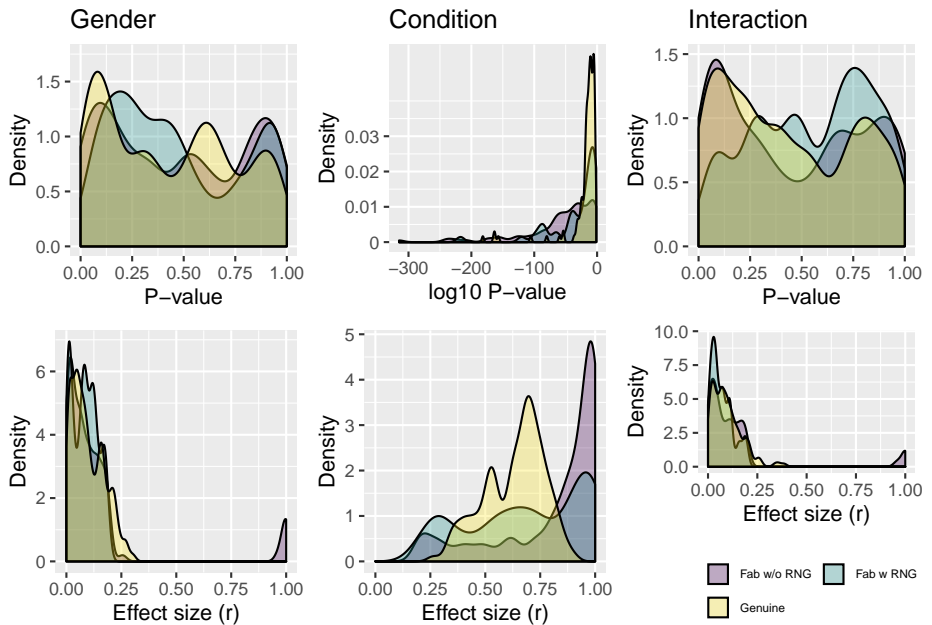 Gender
Condition
Interaction
Density
1.5
1.0
0.5
0.0
0.00 0.25 0.50 0.75 1.00
P−value
Density
0.03
0.02
0.01
0
−300 −200 −100 0
log10 P−value
Density
1.5
1.0
0.5
0.0
0.00 0.25 0.50 0.75 1.00
P−value
Density
6
4
2
0
0.00 0.25 0.50 0.75 1.00
Effect size (r)
Density
5
4
3
2
1
0
0.00 0.25 0.50 0.75 1.00
Effect size (r)
Density
10.0
7.5
5.0
2.5
0.0
0.00 0.25 0.50 0.75 1.00
Effect size (r)
Fab w/o RNG Fab w RNG
Genuine